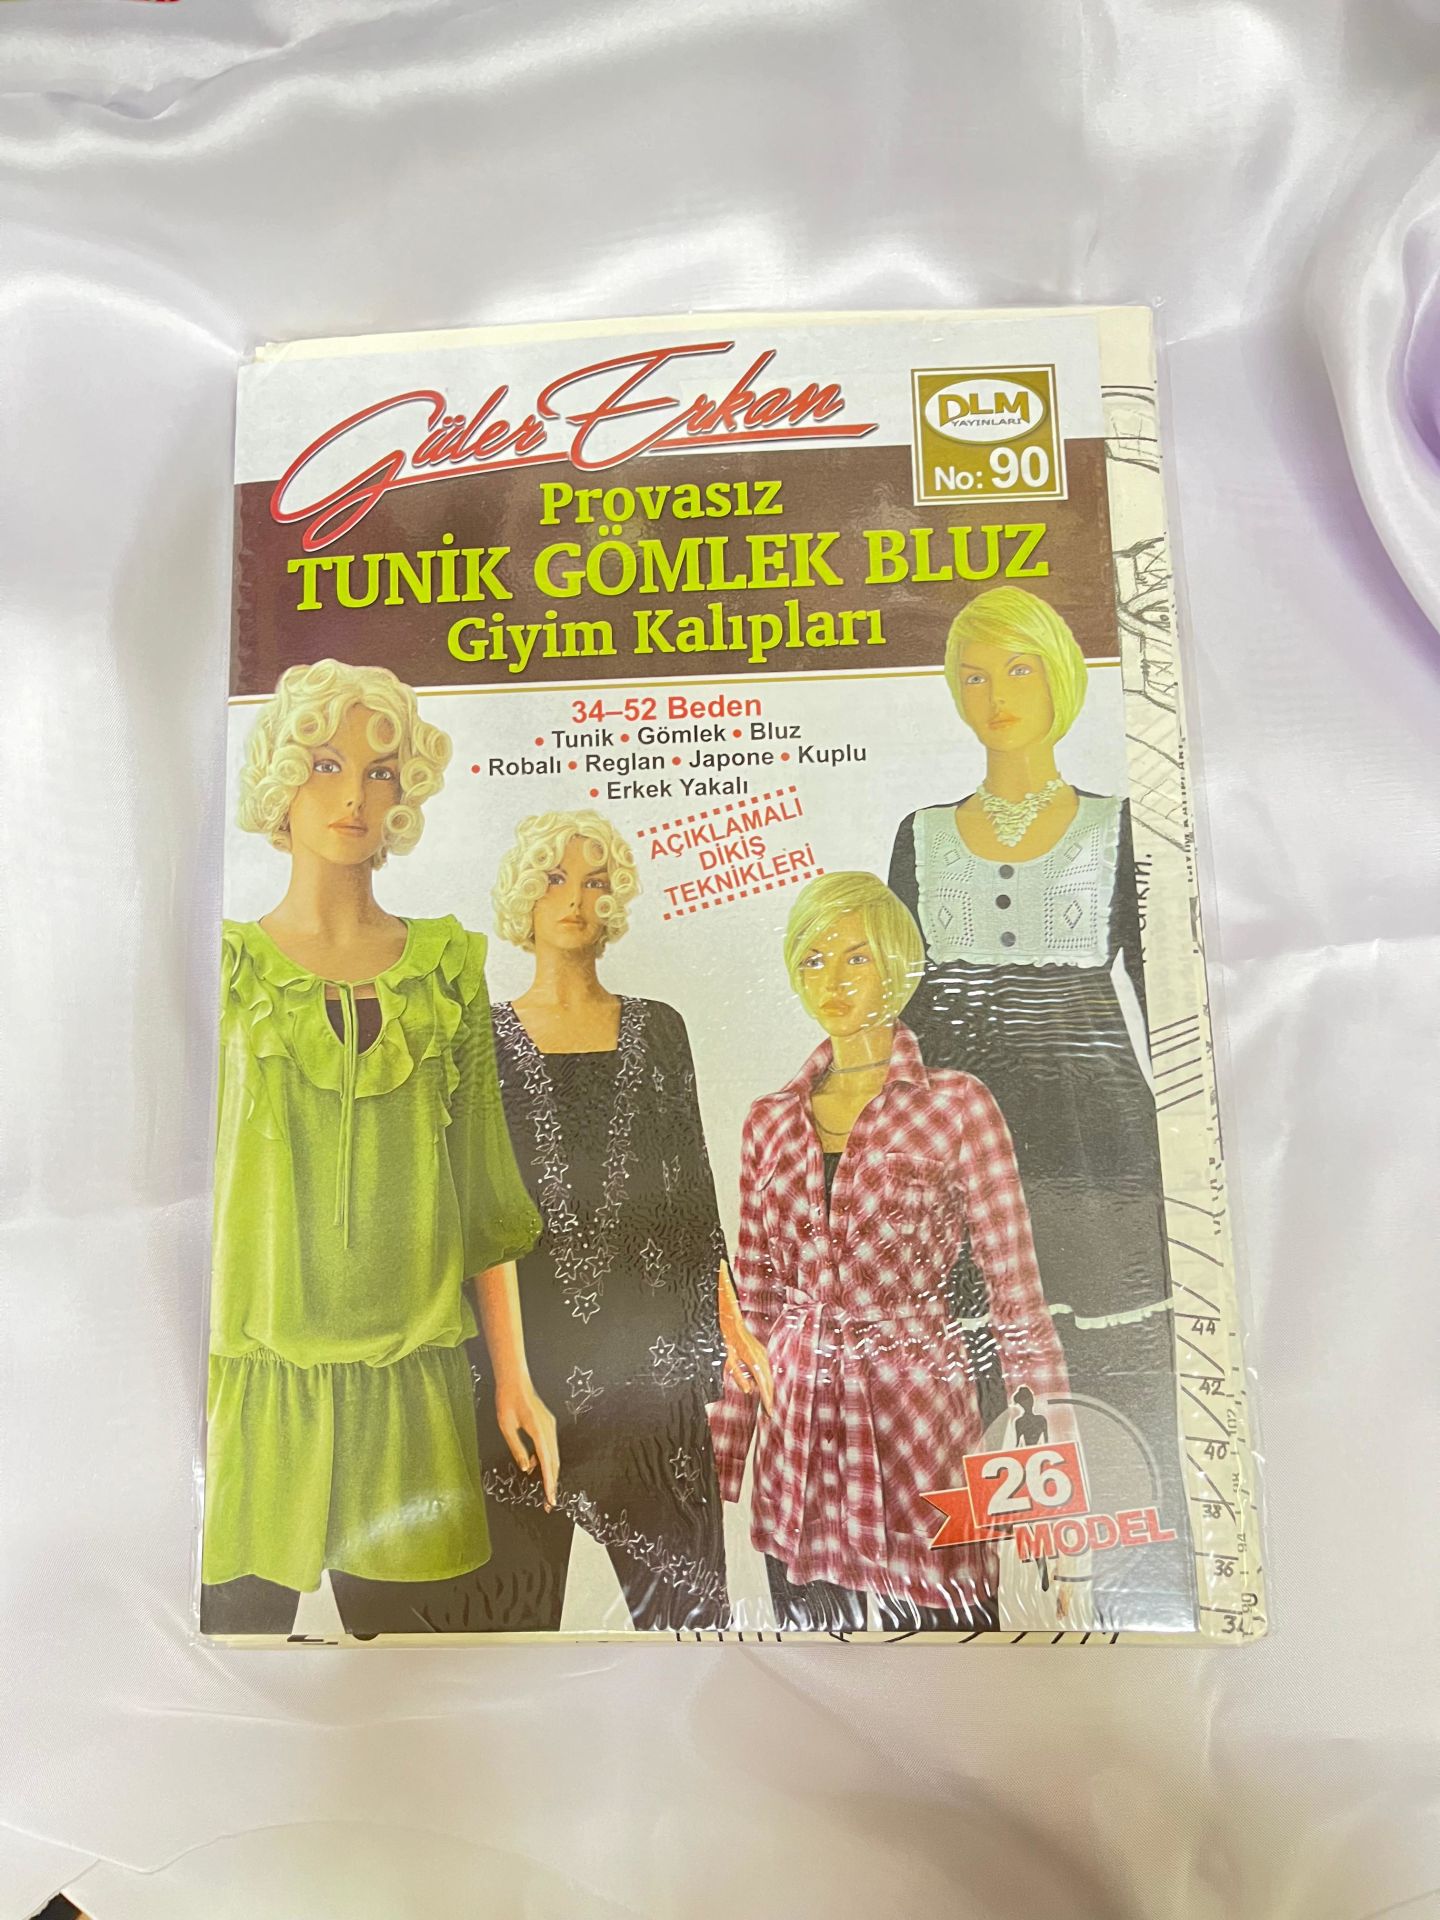 Güler Erkan
DLM
YAYINLARI
No: 90
Provasız
TUNİK GÖMLEK BLUZ
Giyim Kalıpları
34–52 Beden
• Tunik • Gömlek • Bluz
• Robalı • Reglan • Japone • Kuplu
• Erkek Yakalı
AÇIKLAMALI
DİKİŞ
TEKNİKLERİ
26
MODEL
44
42
40
38
36
34